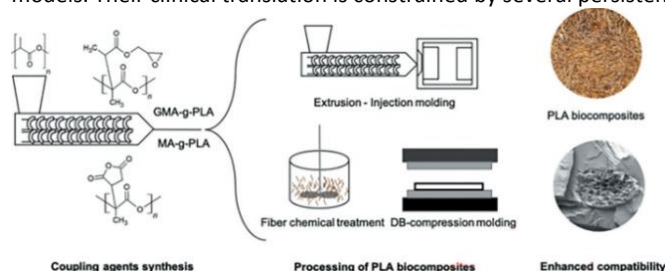 models. Their clinical translation is constrained by several persisten
GMA-g-PLA
MA-g-PLA
Extrusion - Injection molding
PLA biocomposites
Fiber chemical treatment DB-compression molding
Coupling agents synthesis Processing of PLA biocomposites Enhanced compatibility